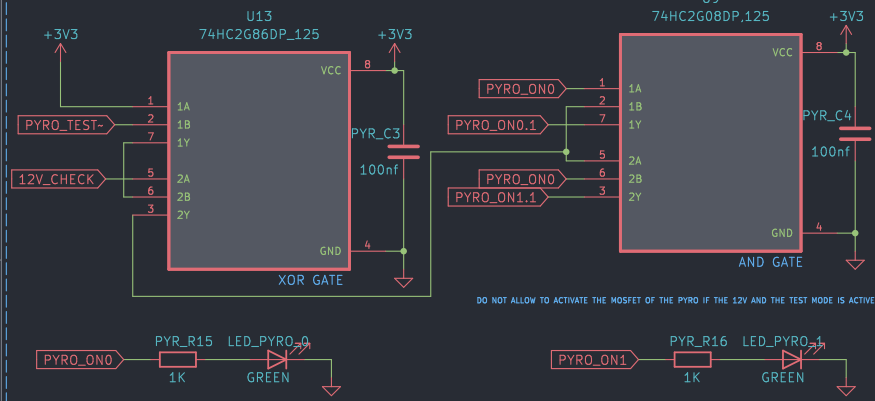 U13
74HC2G86DP_125
+3V3
+3V3
VCC
8
1
1A
PYRO_TEST~
2
1B
7
1Y
PYR_C3
100nf
12V_CHECK
5
2A
6
2B
3
2Y
GND
4
XOR GATE
74HC2G08DP,125
+3V3
VCC
8
PYRO_ON0
1
1A
2
1B
PYRO_ON0.1
7
1Y
PYR_C4
100nf
5
2A
PYRO_ON0
6
2B
PYRO_ON1.1
3
2Y
GND
4
AND GATE
DO NOT ALLOW TO ACTIVATE THE MOSFET OF THE PYRO IF THE 12V AND THE TEST MODE IS ACTIVE
PYRO_ON0
PYR_R15
1K
LED_PYRO_0
GREEN
PYRO_ON1
PYR_R16
1K
LED_PYRO_1
GREEN